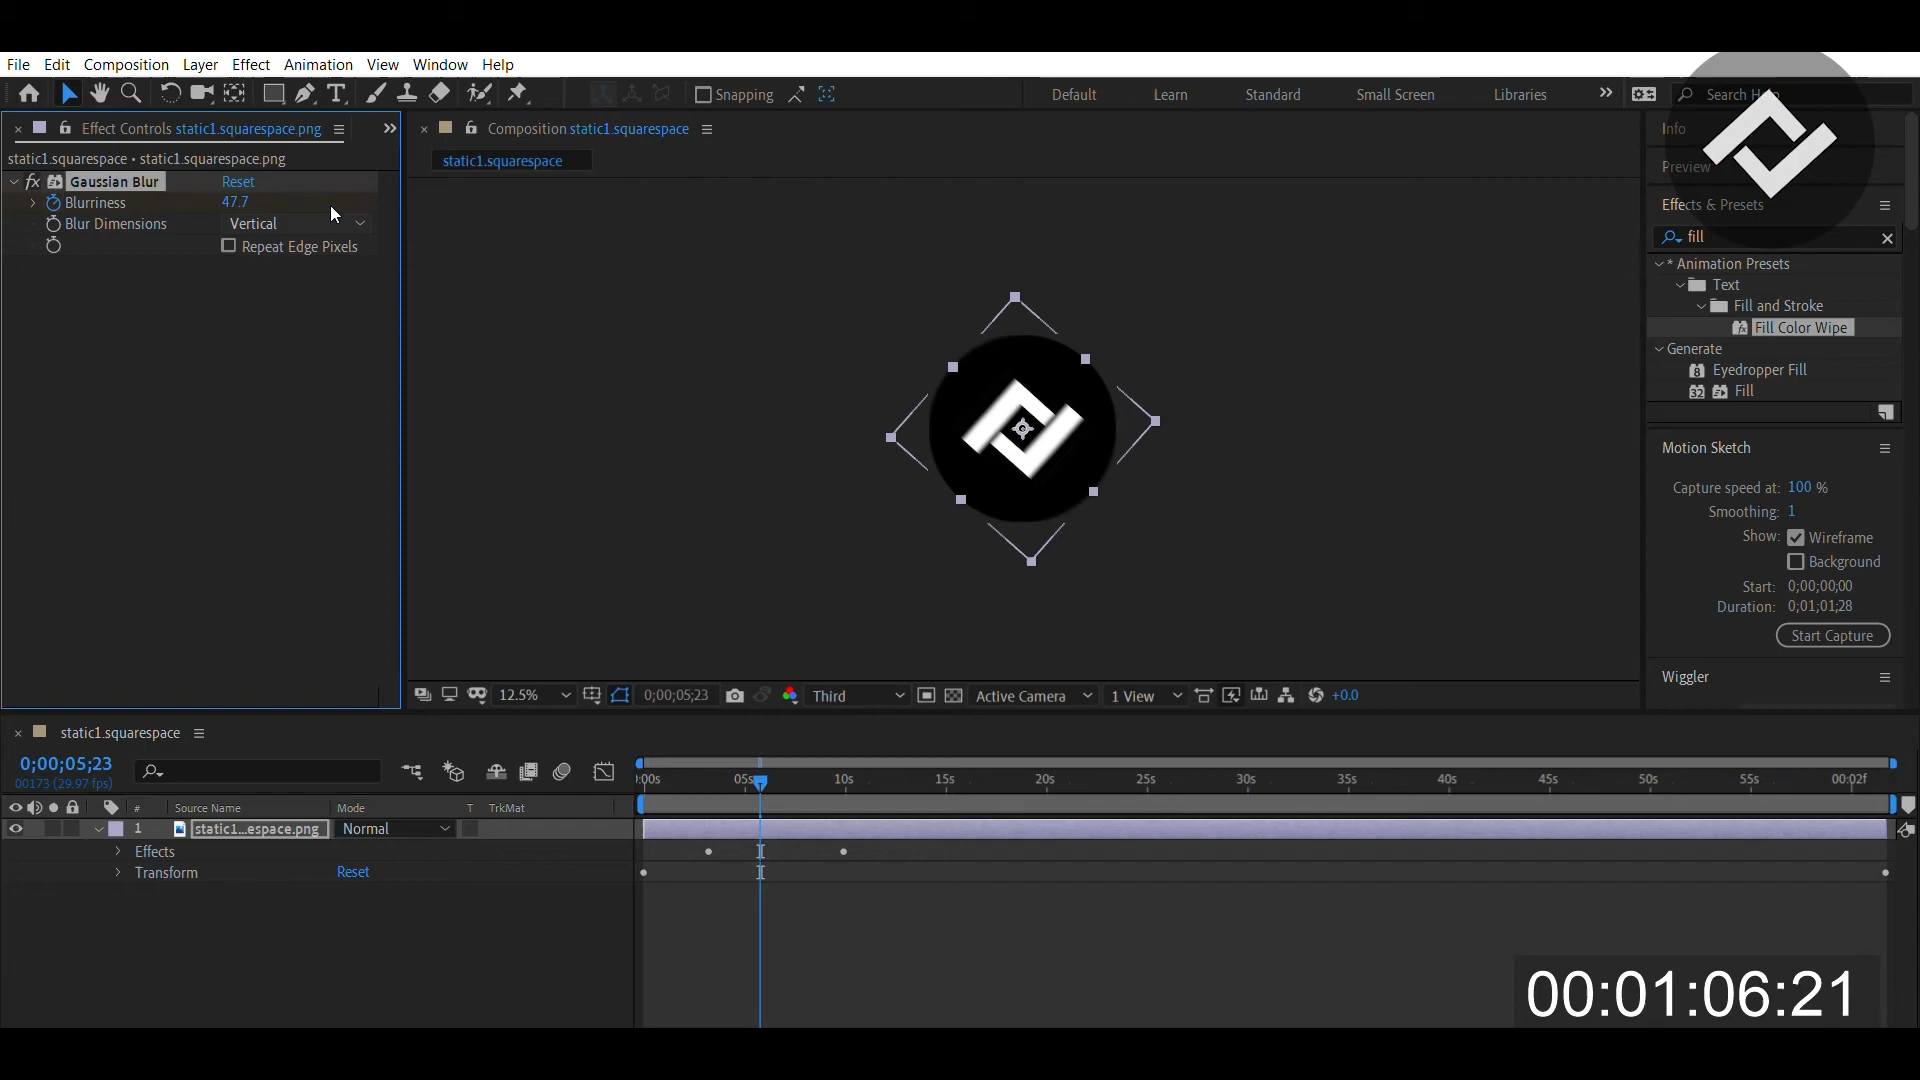 File Edit Composition Layer Effect Animation View Window Help
Snapping Default Learn Standard Small Screen Libraries Search
Effect Controls static1.squarespace.png
Composition static1.squarespace
Info
static1.squarespace • static1.squarespace.png
static1.squarespace
Preview
fx Gaussian Blur Reset
Blurriness 47.7
Blur Dimensions Vertical
Repeat Edge Pixels
Effects & Presets
fill
* Animation Presets
Text
Fill and Stroke
Fill Color Wipe
Generate
8 Eyedropper Fill
32 Fill
Motion Sketch
Capture speed at: 100 %
Smoothing: 1
Show: Wireframe
Background
Start: 0;00;00;00
Duration: 0;01;01;28
Start Capture
Wiggler
12.5% 0;00;05;23 Third Active Camera 1 View +0.0
static1.squarespace
0;00;05;23
00173 (29.97 fps)
:00s 05s 10s 15s 20s 25s 30s 35s 40s 45s 50s 55s 00:02f
# Source Name Mode T TrkMat
1 static1...espace.png Normal
Effects
Transform Reset
00:01:06:21